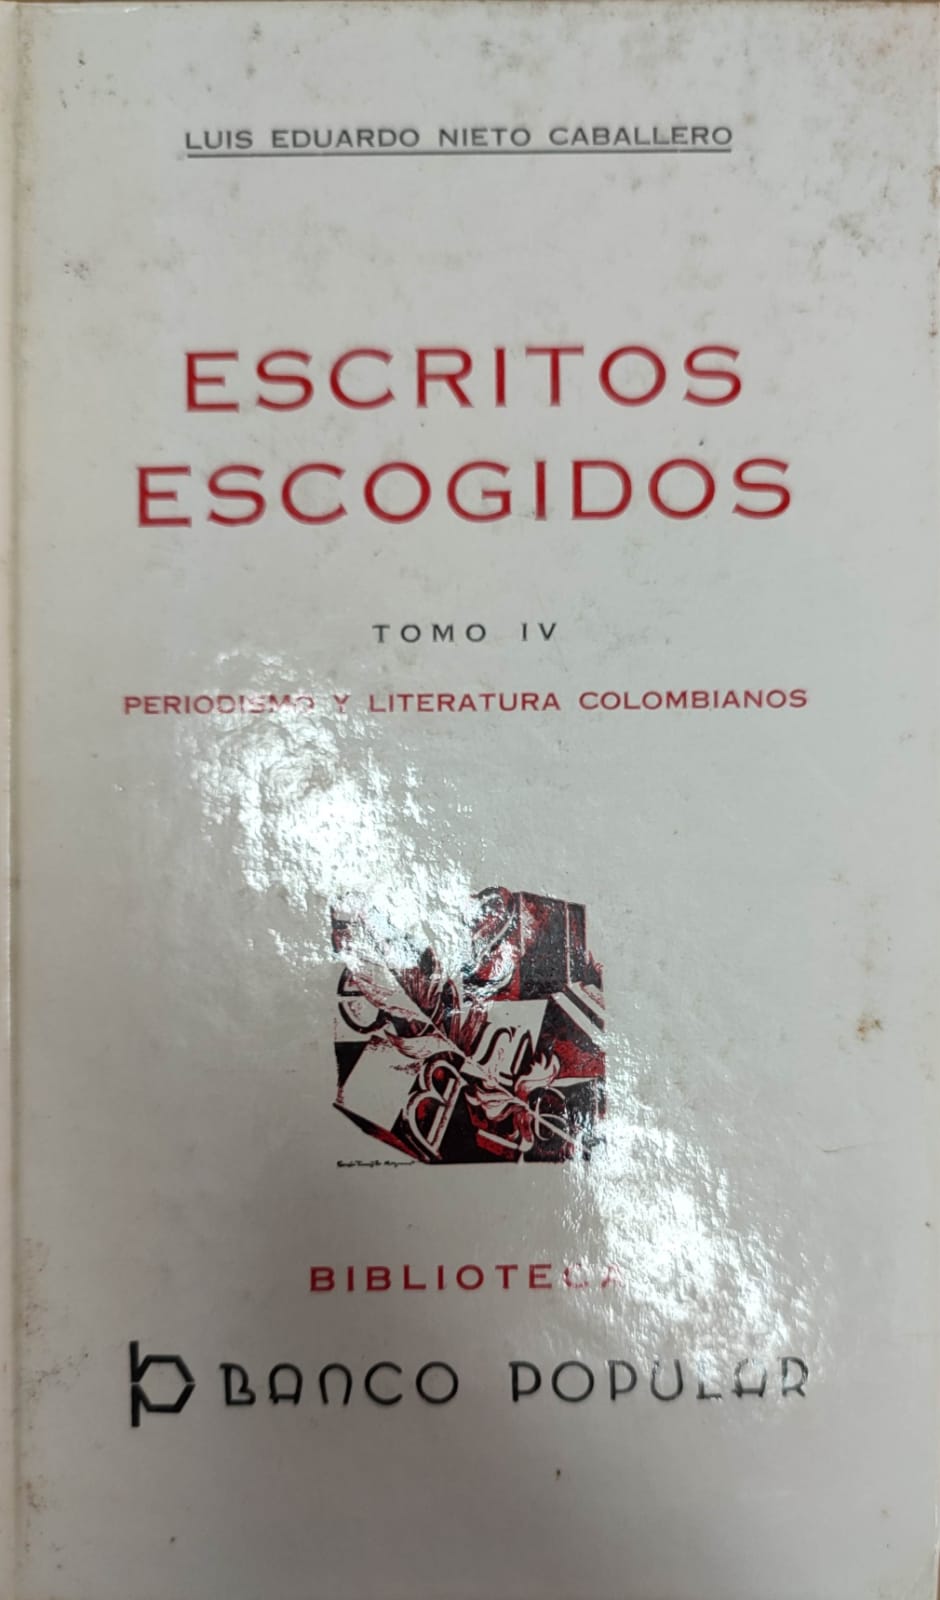 LUIS EDUARDO NIETO CABALLERO
ESCRITOS
ESCOGIDOS
TOMO IV
PERIODISMO Y LITERATURA COLOMBIANOS
BIBLIOTECA
BANCO POPULAR